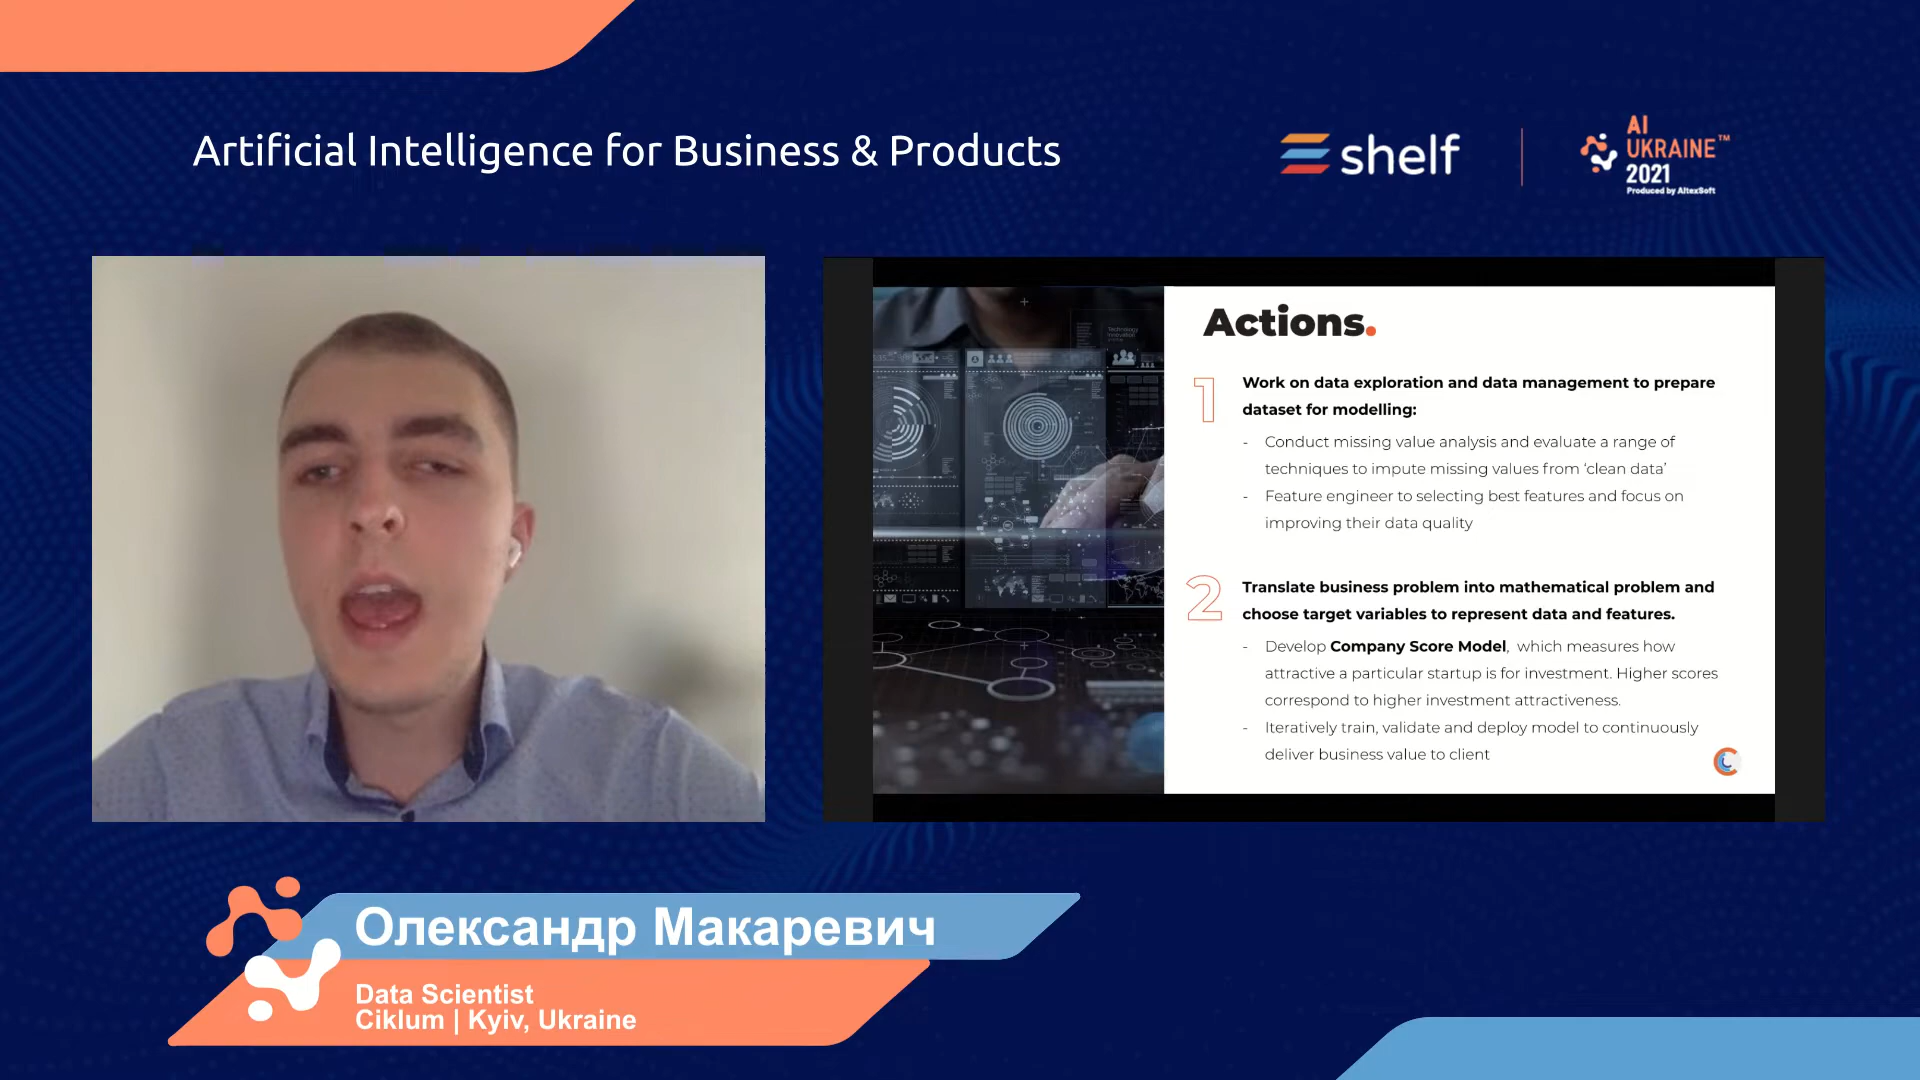 Artificial Intelligence for Business & Products
shelf
AI
UKRAINE™
2021
Produced by AltexSoft
Actions.
1
Work on data exploration and data management to prepare
dataset for modelling:
- Conduct missing value analysis and evaluate a range of
techniques to impute missing values from ‘clean data’
- Feature engineer to selecting best features and focus on
improving their data quality
2
Translate business problem into mathematical problem and
choose target variables to represent data and features.
- Develop Company Score Model, which measures how
attractive a particular startup is for investment. Higher scores
correspond to higher investment attractiveness.
- Iteratively train, validate and deploy model to continuously
deliver business value to client
Олександр Макаревич
Data Scientist
Ciklum | Kyiv, Ukraine